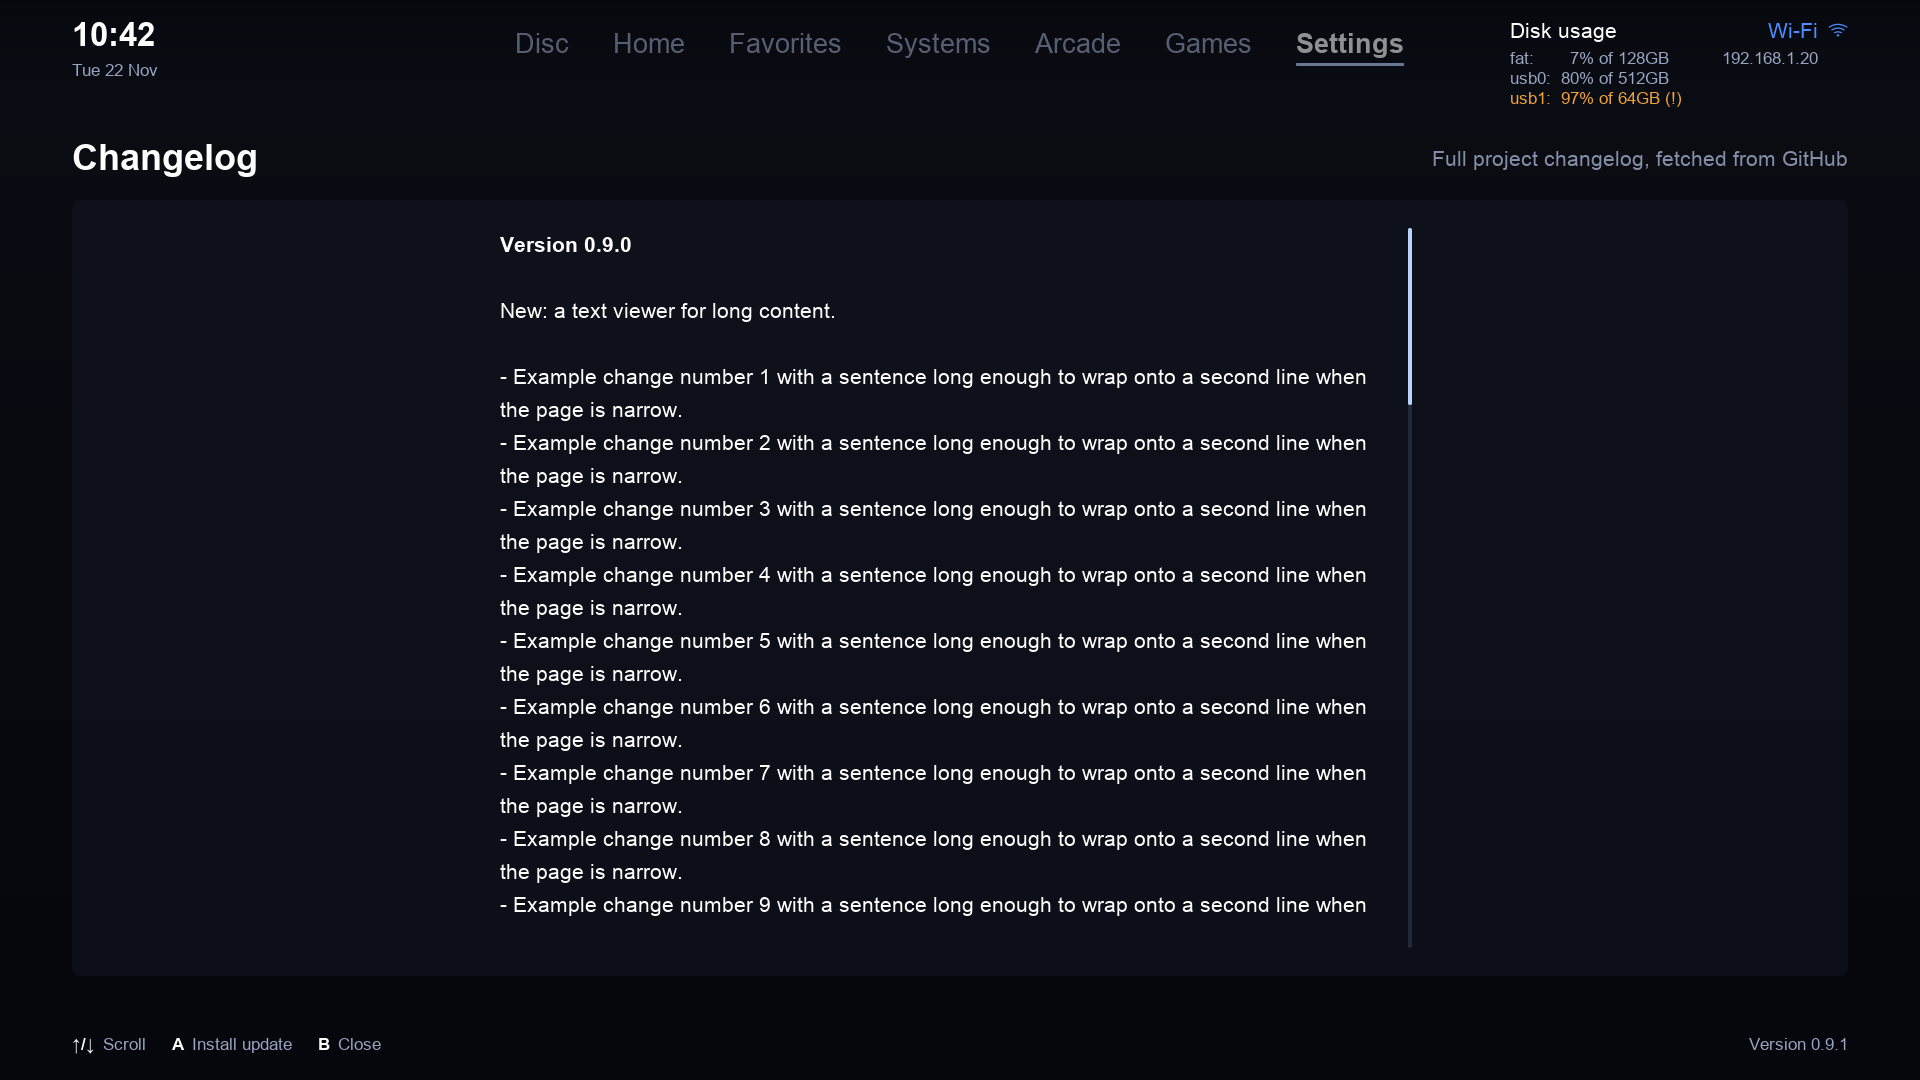 10:42
Tue 22 Nov
Disc Home Favorites Systems Arcade Games Settings
Disk usage
fat: 7% of 128GB
usb0: 80% of 512GB
usb1: 97% of 64GB (!)
Wi-Fi
192.168.1.20
Changelog
Full project changelog, fetched from GitHub
Version 0.9.0
New: a text viewer for long content.
- Example change number 1 with a sentence long enough to wrap onto a second line when
the page is narrow.
- Example change number 2 with a sentence long enough to wrap onto a second line when
the page is narrow.
- Example change number 3 with a sentence long enough to wrap onto a second line when
the page is narrow.
- Example change number 4 with a sentence long enough to wrap onto a second line when
the page is narrow.
- Example change number 5 with a sentence long enough to wrap onto a second line when
the page is narrow.
- Example change number 6 with a sentence long enough to wrap onto a second line when
the page is narrow.
- Example change number 7 with a sentence long enough to wrap onto a second line when
the page is narrow.
- Example change number 8 with a sentence long enough to wrap onto a second line when
the page is narrow.
- Example change number 9 with a sentence long enough to wrap onto a second line when
↑/↓ Scroll A Install update B Close
Version 0.9.1